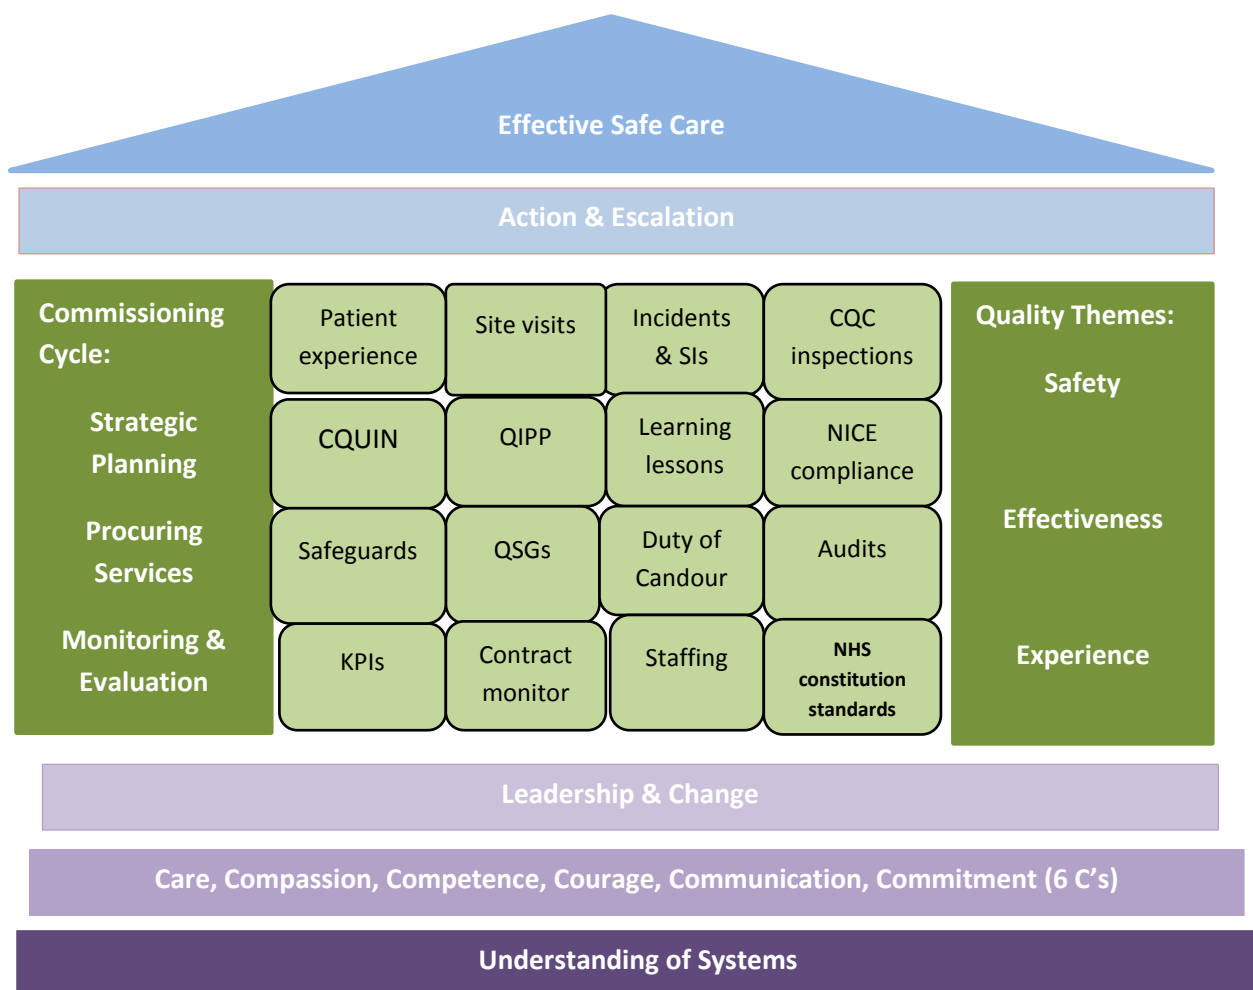 Effective Safe Care
Action & Escalation
Commissioning
Cycle:
Strategic
Planning
Procuring
Services
Monitoring &
Evaluation
Patient
experience
Site visits
Incidents
& SIs
CQC
inspections
CQUIN
QIPP
Learning
lessons
NICE
compliance
Safeguards
QSGs
Duty of
Candour
Audits
KPIs
Contract
monitor
Staffing
NHS
constitution
standards
Quality Themes:
Safety
Effectiveness
Experience
Leadership & Change
Care, Compassion, Competence, Courage, Communication, Commitment (6 C’s)
Understanding of Systems